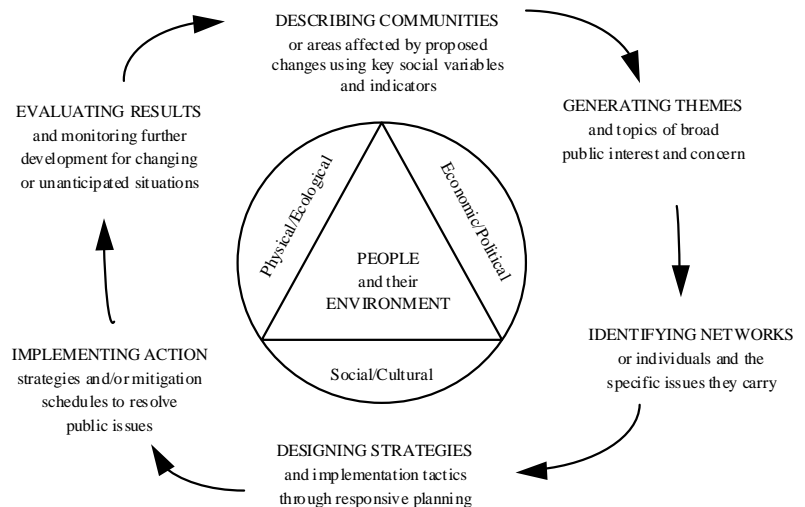 DESCRIBING COMMUNITIES
or areas affected by proposed
changes using key social variables
and indicators
GENERATING THEMES
and topics of broad
public interest and concern
IDENTIFYING NETWORKS
or individuals and the
specific issues they carry
DESIGNING STRATEGIES
and implementation tactics
through responsive planning
IMPLEMENTING ACTION
strategies and/or mitigation
schedules to resolve
public issues
EVALUATING RESULTS
and monitoring further
development for changing
or unanticipated situations
Physical/Ecological
Economic/Political
PEOPLE
and their
ENVIRONMENT
Social/Cultural